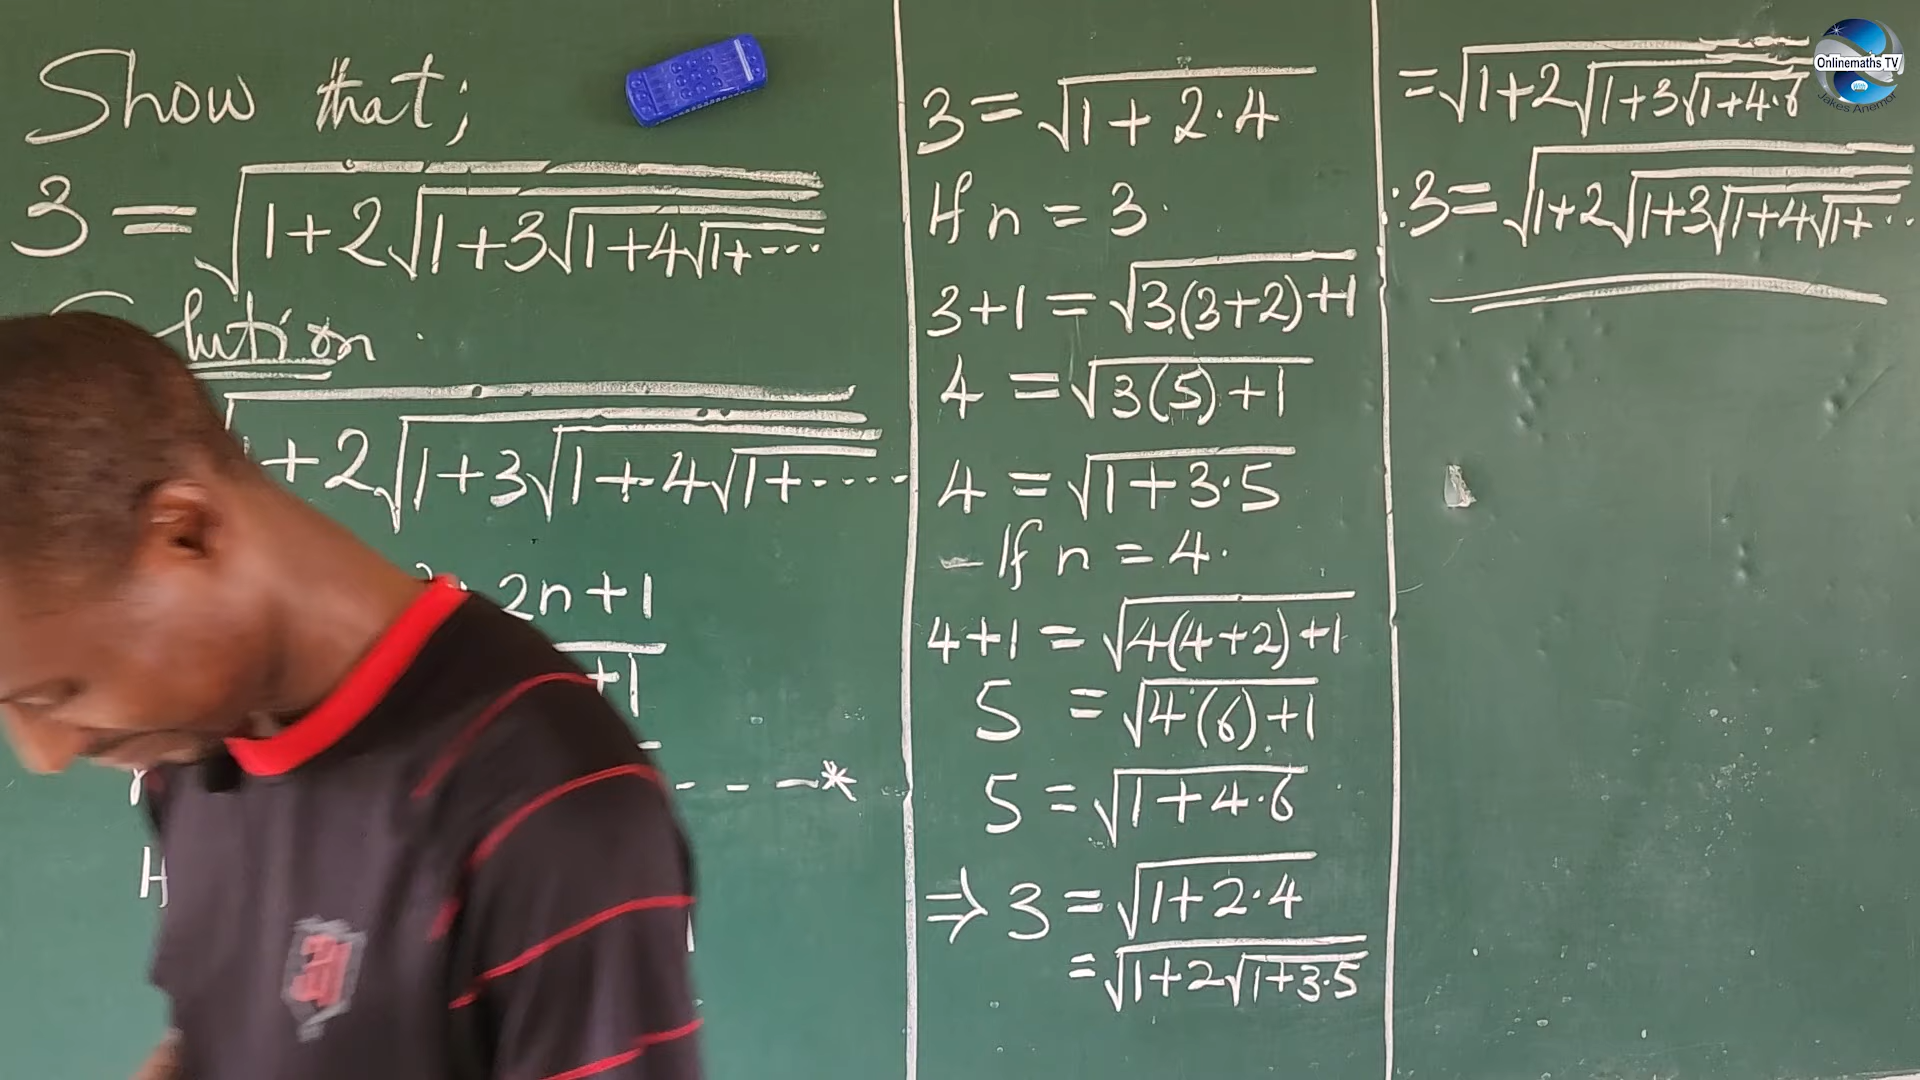 Show that;
3 = √(1+2√(1+3√(1+4√(1+...
Solution.
+2√(1+3√(1+4√(1+....
2n+1
+1
---*
3 = √(1+2·4)
If n = 3.
3+1 = √(3(3+2)+1)
4 = √(3(5)+1)
4 = √(1+3·5)
If n = 4.
4+1 = √(4(4+2)+1)
5 = √(4(6)+1)
5 = √(1+4·6)
⇒ 3 = √(1+2·4)
= √(1+2√(1+3·5))
= √(1+2√(1+3√(1+4·6)))
∴ 3 = √(1+2√(1+3√(1+4√(1+...
Onlinemaths TV
Jakes Anemor